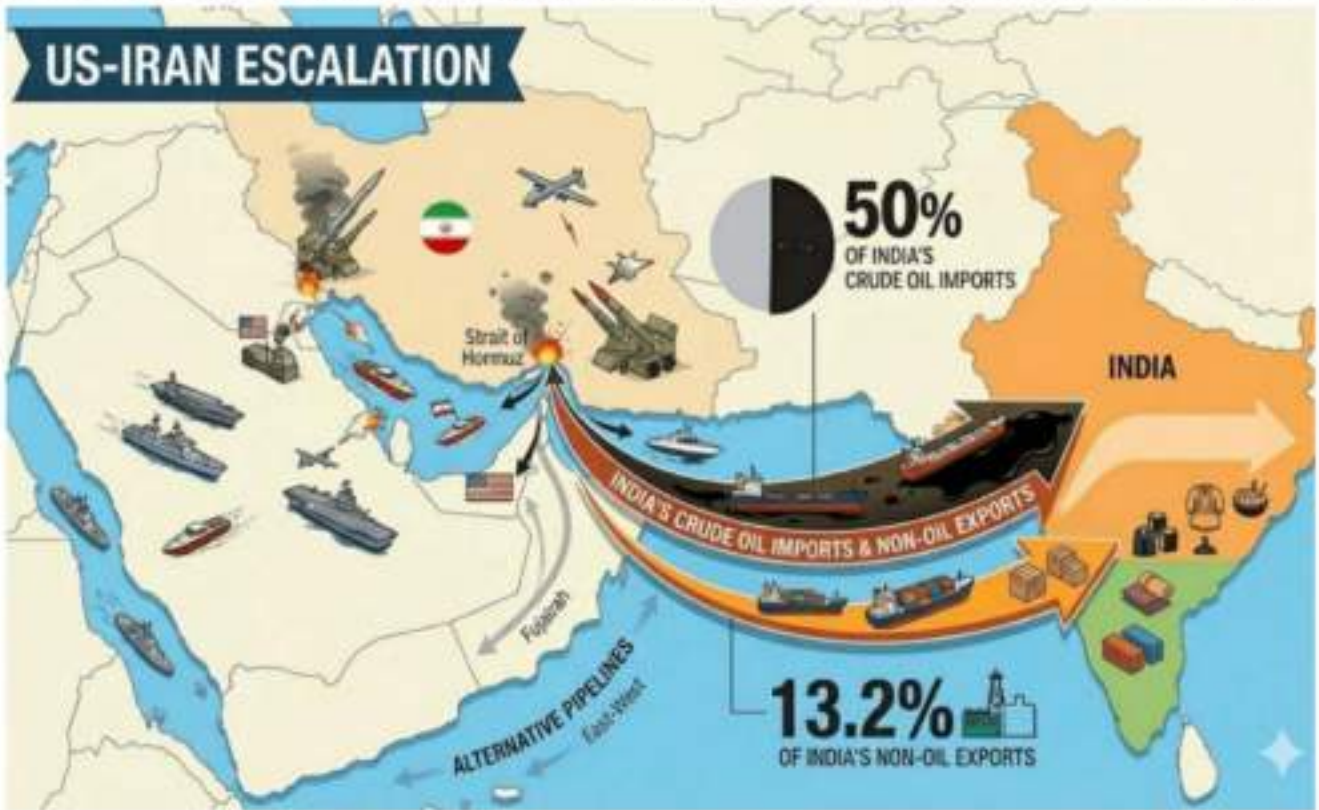 US-IRAN ESCALATION
50%
OF INDIA'S
CRUDE OIL IMPORTS
Strait of
Hormuz
INDIA
INDIA'S CRUDE OIL IMPORTS & NON-OIL EXPORTS
Fujairah
ALTERNATIVE PIPELINES
East-West
13.2%
OF INDIA'S NON-OIL EXPORTS